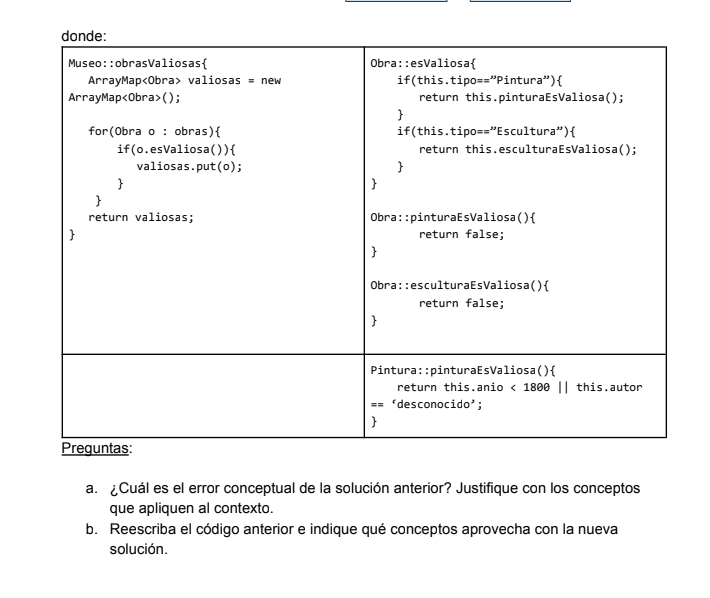 donde:
Museo::obrasValiosas{
ArrayMap<Obra> valiosas = new
ArrayMap<Obra>();
for(Obra o : obras){
if(o.esValiosa()){
valiosas.put(o);
}
}
return valiosas;
}
Obra::esValiosa{
if(this.tipo==”Pintura”){
return this.pinturaEsValiosa();
}
if(this.tipo==”Escultura”){
return this.esculturaEsValiosa();
}
}
Obra::pinturaEsValiosa(){
return false;
}
Obra::esculturaEsValiosa(){
return false;
}
Pintura::pinturaEsValiosa(){
return this.anio < 1800 || this.autor
== ‘desconocido’;
}
Preguntas:
a. ¿Cuál es el error conceptual de la solución anterior? Justifique con los conceptos
que apliquen al contexto.
b. Reescriba el código anterior e indique qué conceptos aprovecha con la nueva
solución.